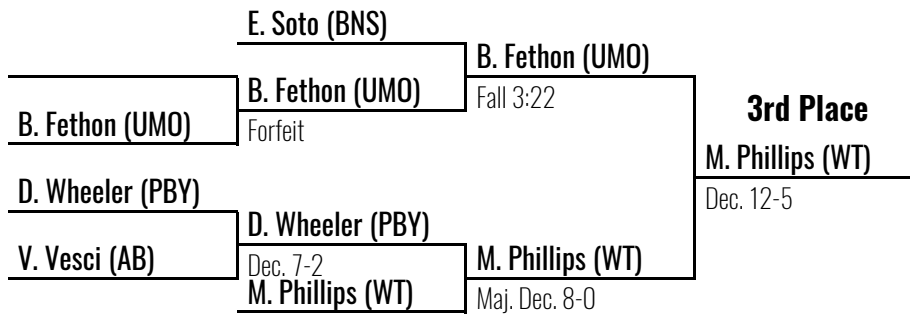 E. Soto (BNS)
B. Fethon (UMO)
B. Fethon (UMO)
Fall 3:22
B. Fethon (UMO)
Forfeit
3rd Place
M. Phillips (WT)
Dec. 12-5
D. Wheeler (PBY)
D. Wheeler (PBY)
V. Vesci (AB)
Dec. 7-2
M. Phillips (WT)
M. Phillips (WT)
Maj. Dec. 8-0